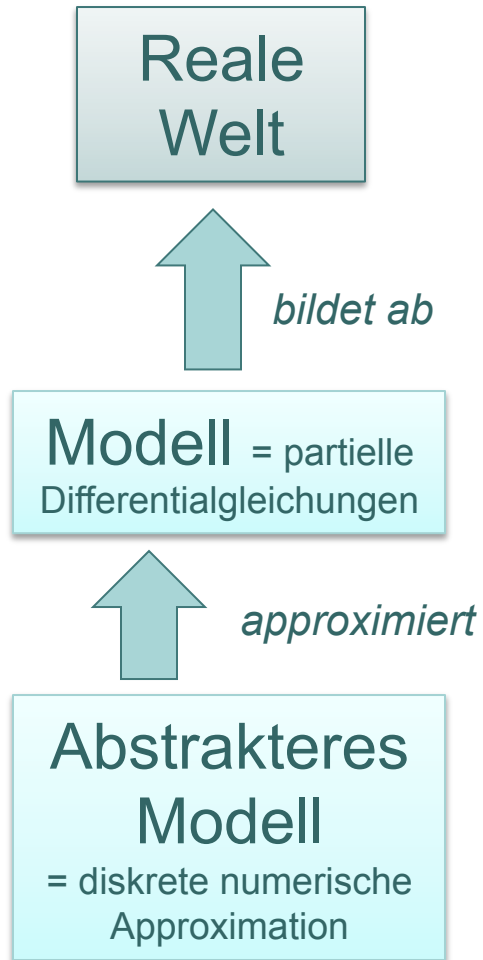 Reale
Welt
bildet ab
Modell = partielle
Differentialgleichungen
approximiert
Abstrakteres
Modell
= diskrete numerische
Approximation